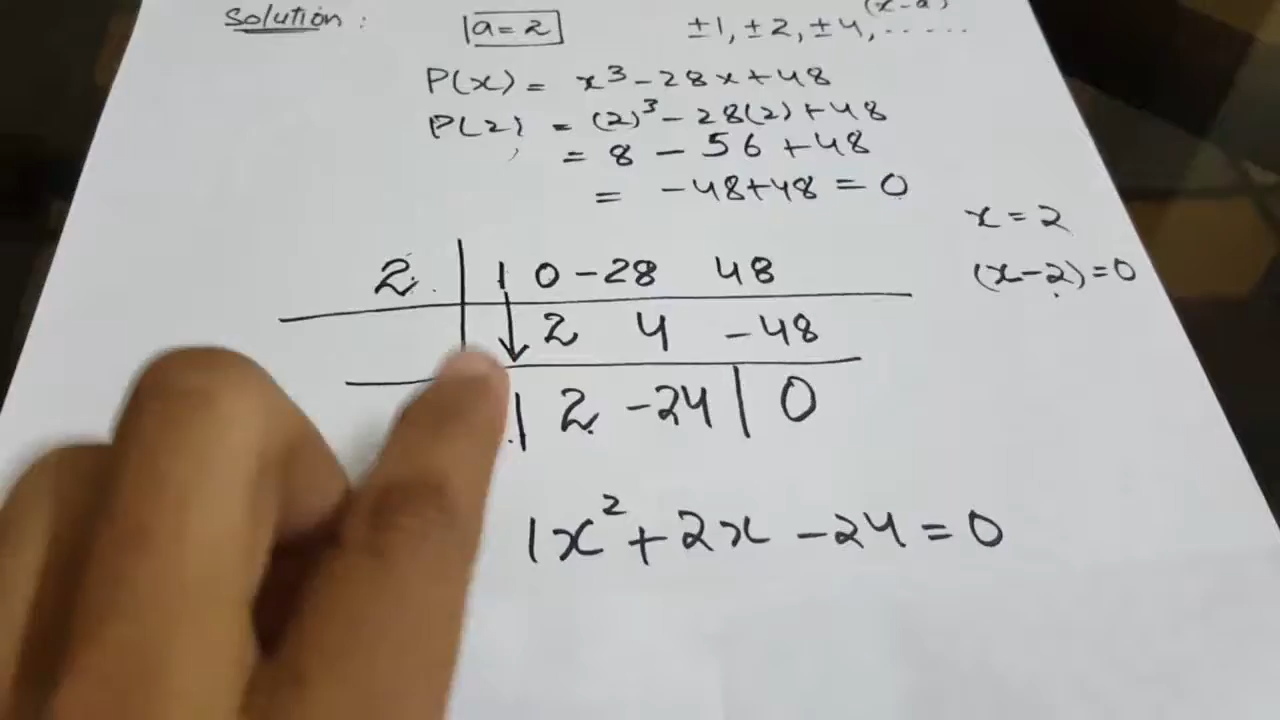 Solution :
a=2 ±1, ±2, ±4, ......
P(x) = x³-28x+48
P(2) = (2)³-28(2)+48
= 8 - 56 +48
= -48+48 = 0
x = 2
(x-2)=0
2 1 0 -28 48
2 4 -48
1 2 -24 0
1x²+2x-24=0